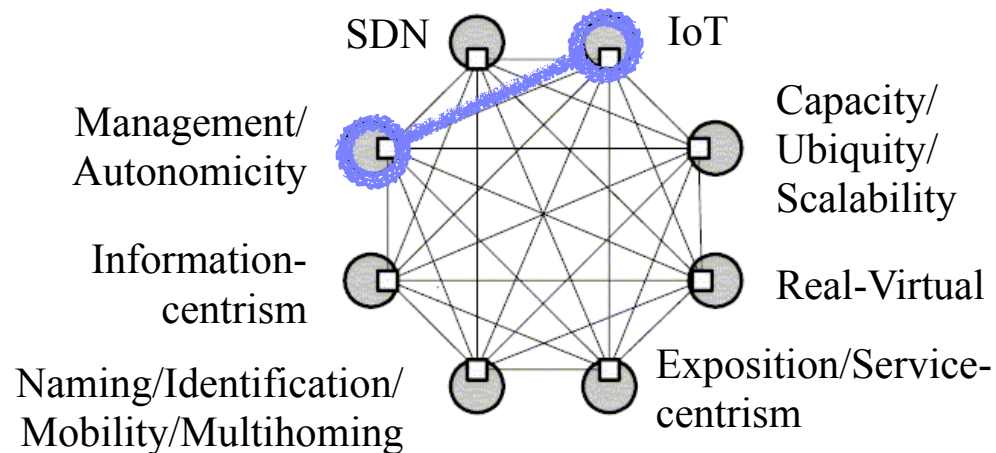 SDN
IoT
Management/
Autonomicity
Capacity/
Ubiquity/
Scalability
Information-
centrism
Real-Virtual
Naming/Identification/
Mobility/Multihoming
Exposition/Service-
centrism